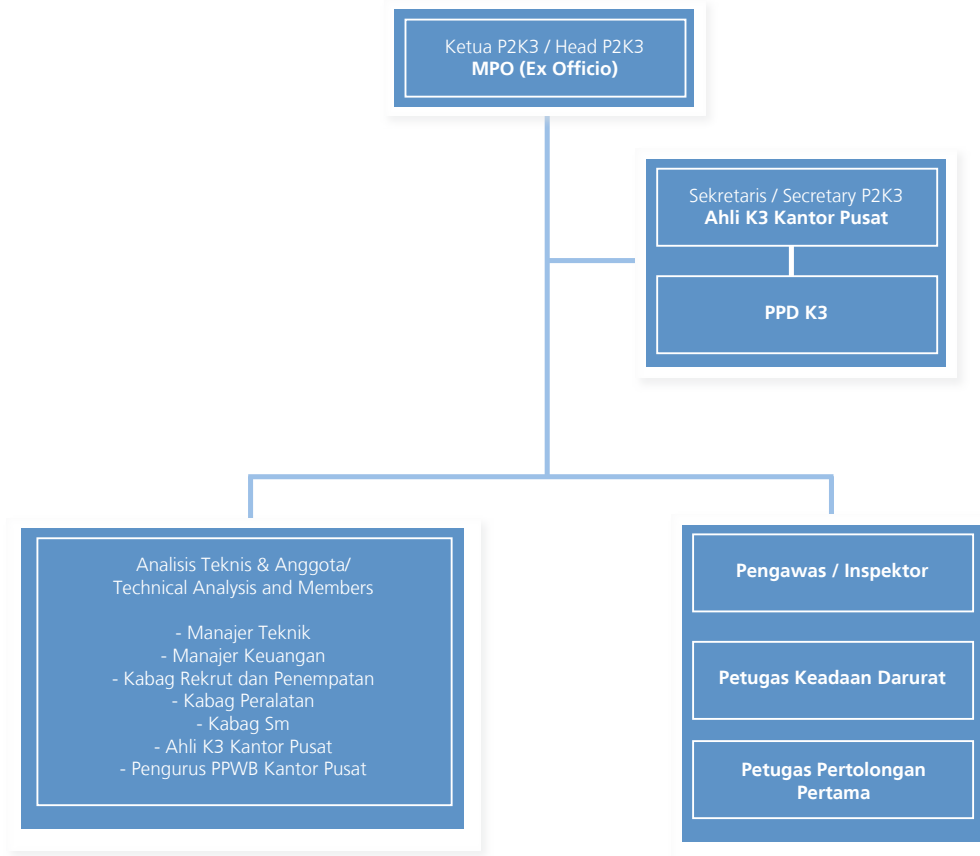 Ketua P2K3 / Head P2K3
MPO (Ex Officio)
Sekretaris / Secretary P2K3
Ahli K3 Kantor Pusat
PPD K3
Analisis Teknis & Anggota/
Technical Analysis and Members
- Manajer Teknik
- Manajer Keuangan
- Kabag Rekrut dan Penempatan
- Kabag Peralatan
- Kabag Sm
- Ahli K3 Kantor Pusat
- Pengurus PPWB Kantor Pusat
Pengawas / Inspektor
Petugas Keadaan Darurat
Petugas Pertolongan
Pertama